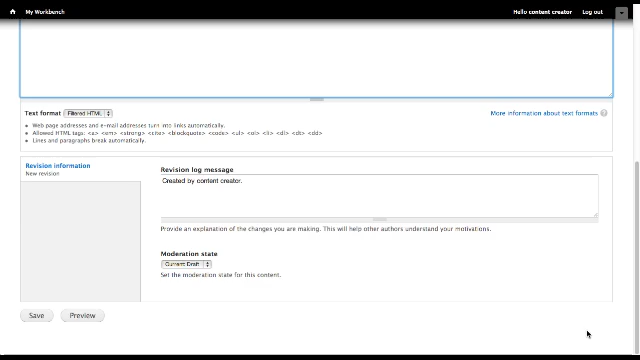 My Workbench
Hello content creator
Log out
Text format Filtered HTML
More information about text formats ?
Web page addresses and e-mail addresses turn into links automatically.
Allowed HTML tags: <a> <em> <strong> <cite> <blockquote> <code> <ul> <ol> <li> <dl> <dt> <dd>
Lines and paragraphs break automatically.
Revision information
New revision
Revision log message
Created by content creator.
Provide an explanation of the changes you are making. This will help other authors understand your motivations.
Moderation state
Current Draft
Set the moderation state for this content.
Save
Preview